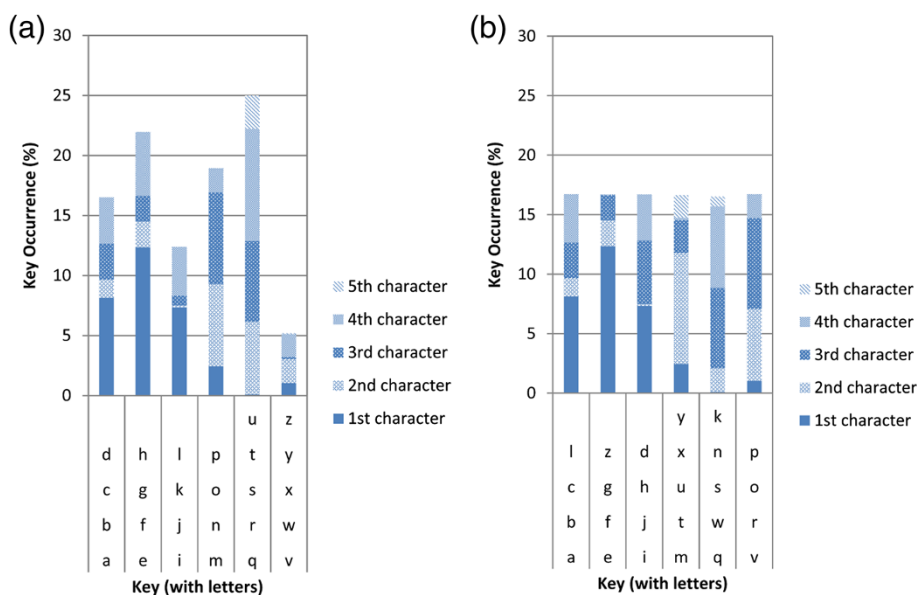 (a)
30
25
20
15
10
5
0
Key Occurrence (%)
5th character
4th character
3rd character
2nd character
1st character
u z
d h l p t y
c g k o s x
b f j n r w
a e i m q v
Key (with letters)
(b)
30
25
20
15
10
5
0
Key Occurrence (%)
5th character
4th character
3rd character
2nd character
1st character
y k
l z d x n p
c g h u s o
b f j t w r
a e i m q v
Key (with letters)